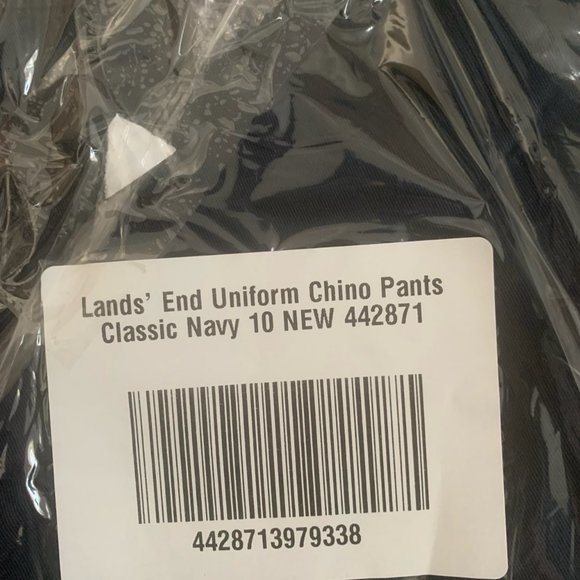 Lands' End Uniform Chino Pants
Classic Navy 10 NEW 442871
4428713979338